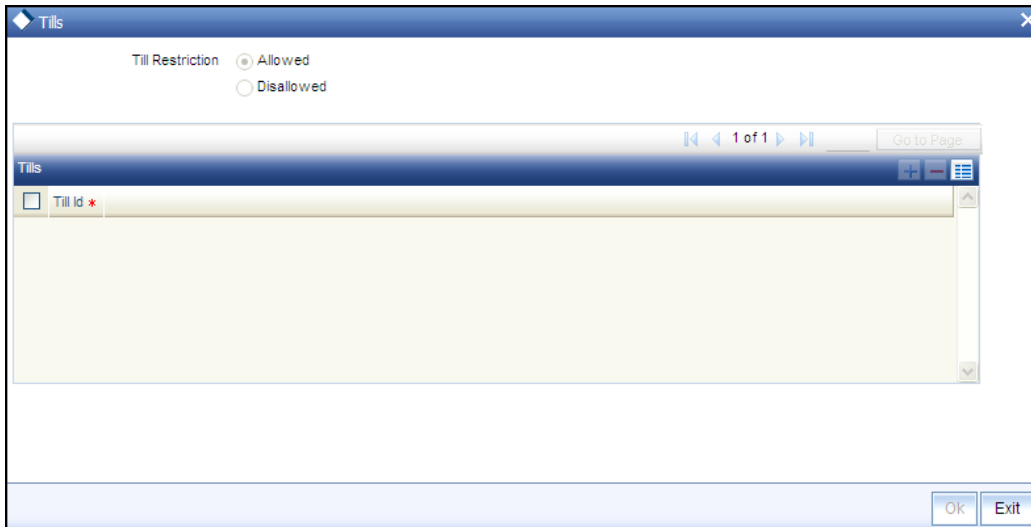 Tills
Till Restriction Allowed
Disallowed
1 of 1 Go to Page
Tills
Till Id *
Ok Exit